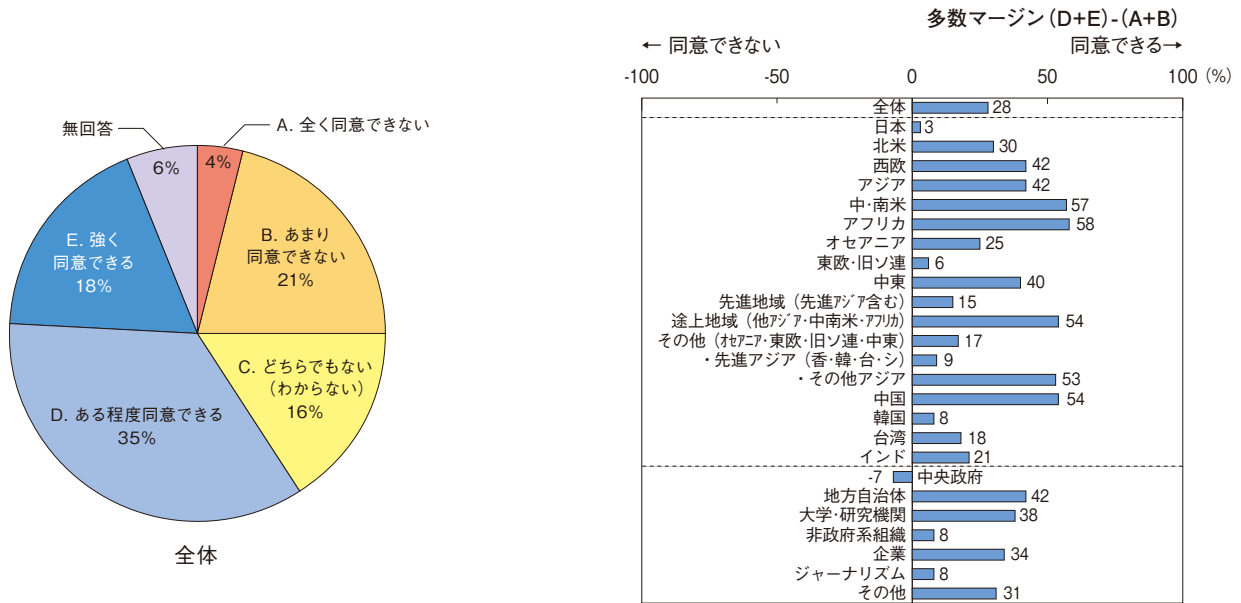 無回答
A. 全く同意できない
6%
4%
E. 強く
同意できる
18%
B. あまり
同意できない
21%
C. どちらでもない
(わからない)
16%
D. ある程度同意できる
35%
全体
多数マージン(D+E)-(A+B)
← 同意できない
同意できる→
-100
-50
0
50
100 (%)
全体 28
日本 3
北米 30
西欧 42
アジア 42
中・南米 57
アフリカ 58
オセアニア 25
東欧・旧ソ連 6
中東 40
先進地域(先進アジア含む) 15
途上地域(他アジア・中南米・アフリカ) 54
その他(オセアニア・東欧・旧ソ連・中東) 17
・先進アジア(香・韓・台・シ) 9
・その他アジア 53
中国 54
韓国 8
台湾 18
インド 21
-7 中央政府
地方自治体 42
大学・研究機関 38
非政府系組織 8
企業 34
ジャーナリズム 8
その他 31